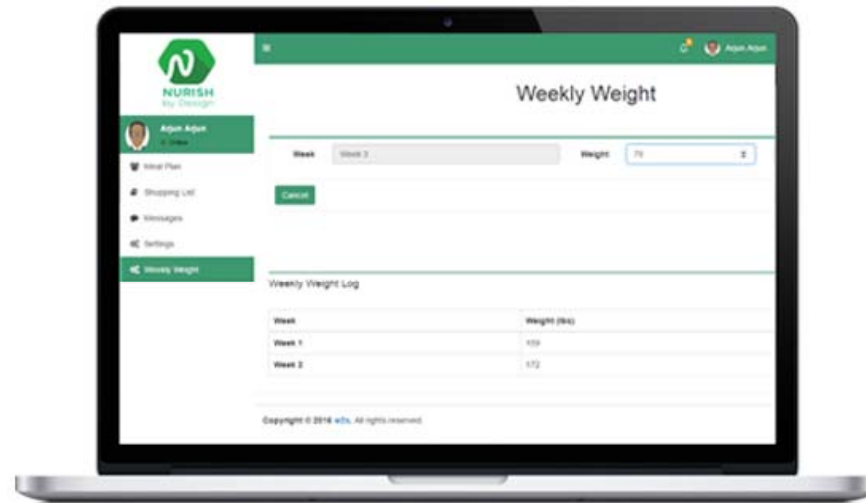 NURISH
by Design
Arjun Arjun
Online
Meal Plan
Shopping List
Messages
Settings
Weekly Weight
Arjun Arjun
Weekly Weight
Week
Week 3
Weight
Cancel
Weekly Weight Log
Week
Weight (lbs)
Week 1
159
Week 2
172
Copyright © 2016 All rights reserved.